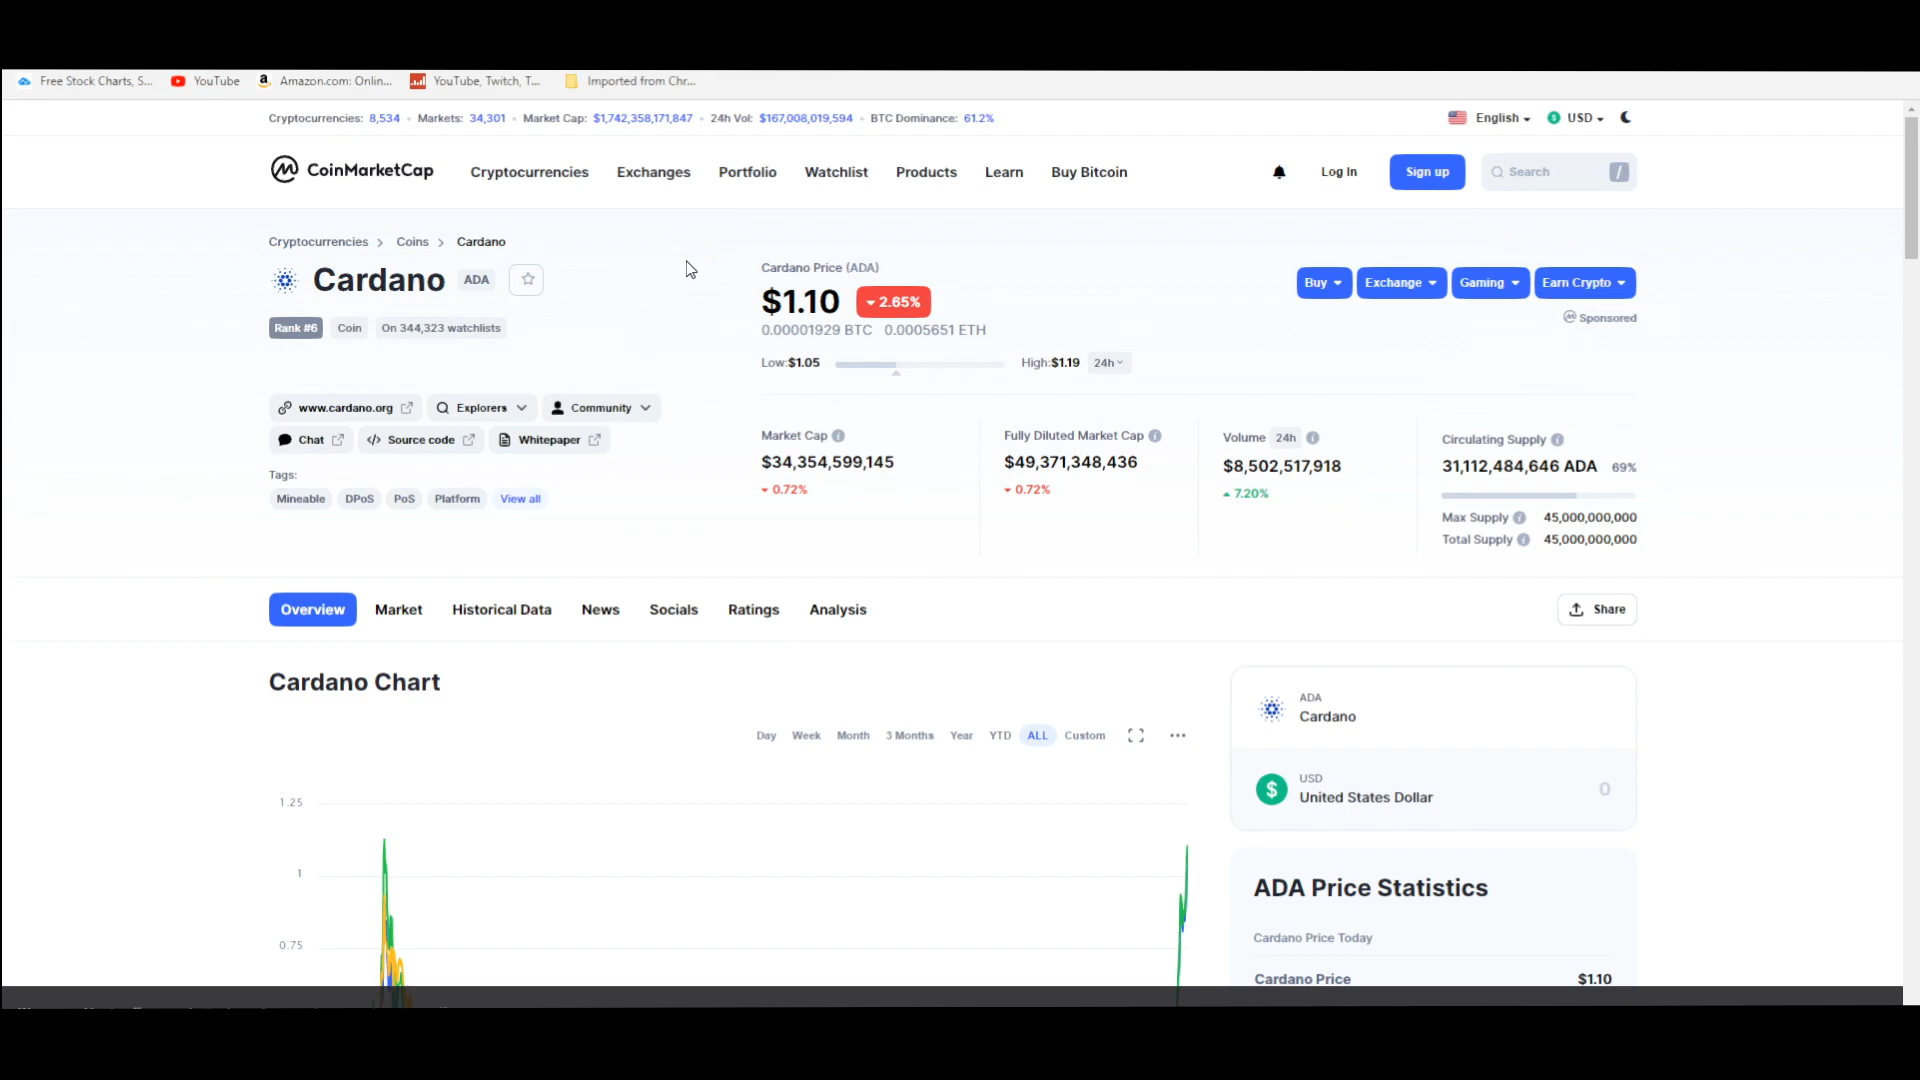 Free Stock Charts, S... YouTube Amazon.com: Onlin... YouTube, Twitch, T... Imported from Chr...
Cryptocurrencies: 8,534 Markets: 34,301 Market Cap: $1,742,358,171,847 24h Vol: $167,008,019,594 BTC Dominance: 61.2% English USD
CoinMarketCap Cryptocurrencies Exchanges Portfolio Watchlist Products Learn Buy Bitcoin Log In Sign up Search /
Cryptocurrencies > Coins > Cardano
Cardano ADA
Rank #6 Coin On 344,323 watchlists
www.cardano.org Explorers Community
Chat Source code Whitepaper
Tags:
Mineable DPoS PoS Platform View all
Cardano Price (ADA)
$1.10 2.65%
0.00001929 BTC 0.0005651 ETH
Low:$1.05 High:$1.19 24h
Buy Exchange Gaming Earn Crypto
Sponsored
Market Cap
$34,354,599,145
0.72%
Fully Diluted Market Cap
$49,371,348,436
0.72%
Volume 24h
$8,502,517,918
7.20%
Circulating Supply
31,112,484,646 ADA 69%
Max Supply 45,000,000,000
Total Supply 45,000,000,000
Overview Market Historical Data News Socials Ratings Analysis Share
Cardano Chart
Day Week Month 3 Months Year YTD ALL Custom
1.25
1
0.75
ADA
Cardano
USD
United States Dollar 0
ADA Price Statistics
Cardano Price Today
Cardano Price $1.10